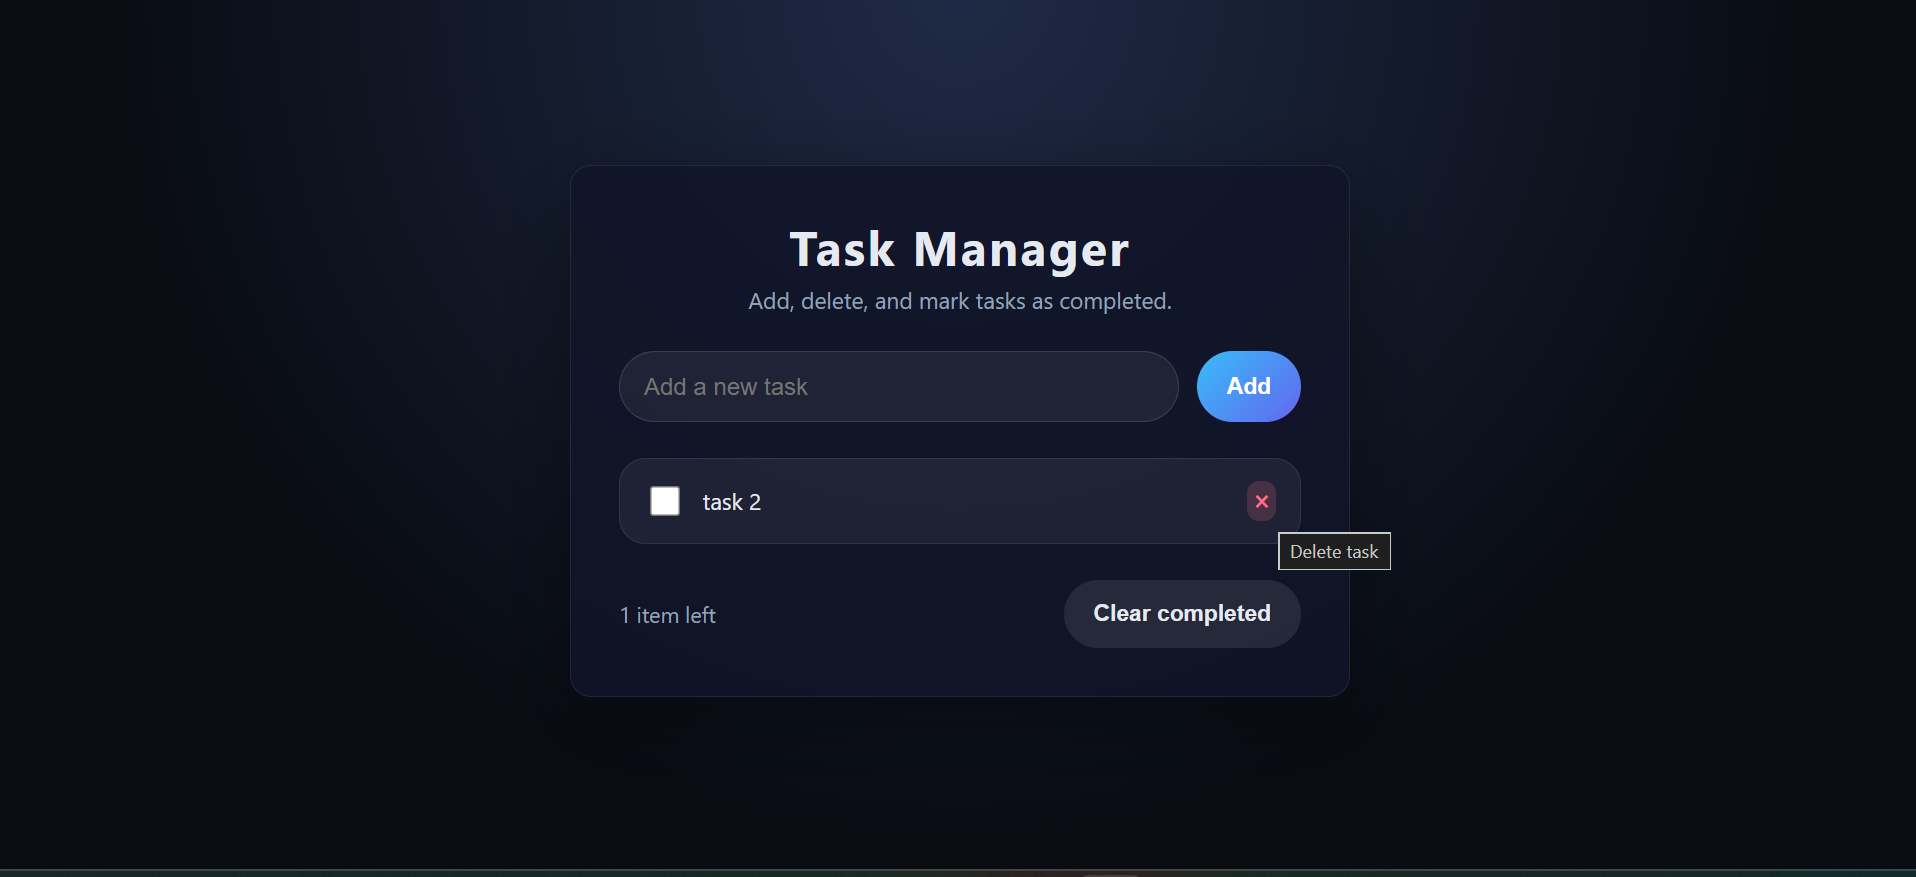 Task Manager
Add, delete, and mark tasks as completed.
Add a new task
Add
task 2
×
Delete task
1 item left
Clear completed